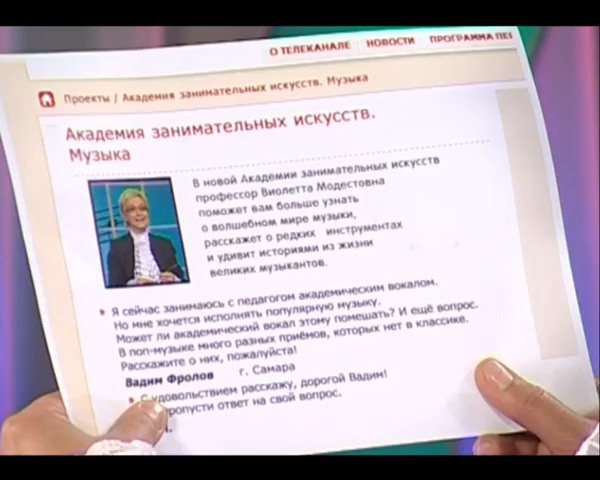 О ТЕЛЕКАНАЛЕ НОВОСТИ ПРОГРАММА
Проекты / Академия занимательных искусств. Музыка
Академия занимательных искусств.
Музыка
В новой Академии занимательных искусств
профессор Виолетта Модестовна
поможет вам больше узнать
о волшебном мире музыки,
расскажет о редких инструментах
и удивит историями из жизни
великих музыкантов.
Я сейчас занимаюсь с педагогом академическим вокалом.
Но мне хочется исполнять популярную музыку.
Может ли академический вокал этому помешать? И ещё вопрос.
В поп-музыке много разных приёмов, которых нет в классике.
Расскажите о них, пожалуйста!
Вадим Фролов г. Самара
С удовольствием расскажу, дорогой Вадим!
ответ на свой вопрос.